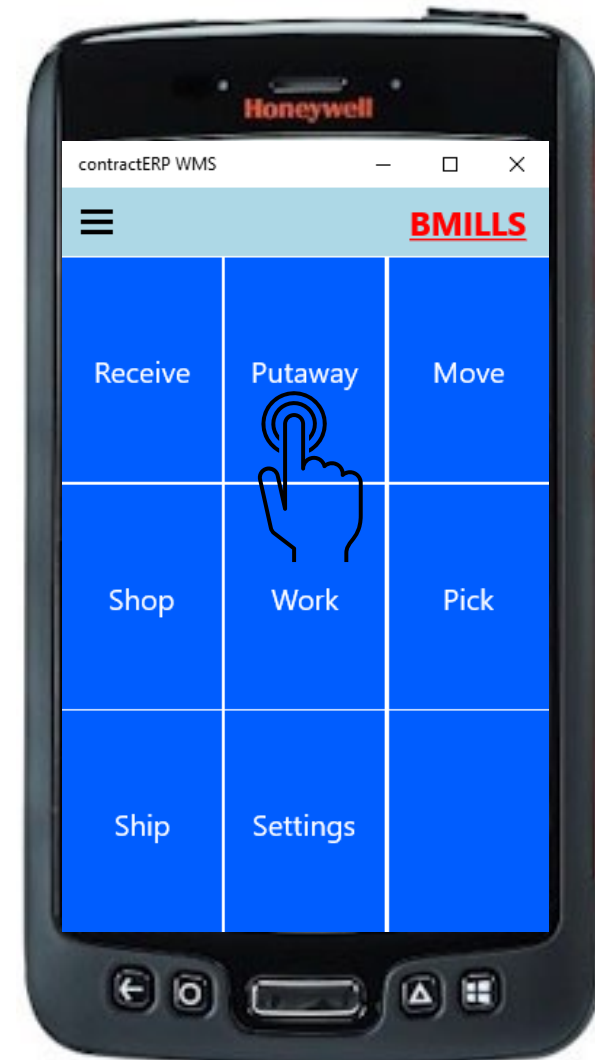 Honeywell
contractERP WMS
BMILLS
Receive Putaway Move
Shop Work Pick
Ship Settings